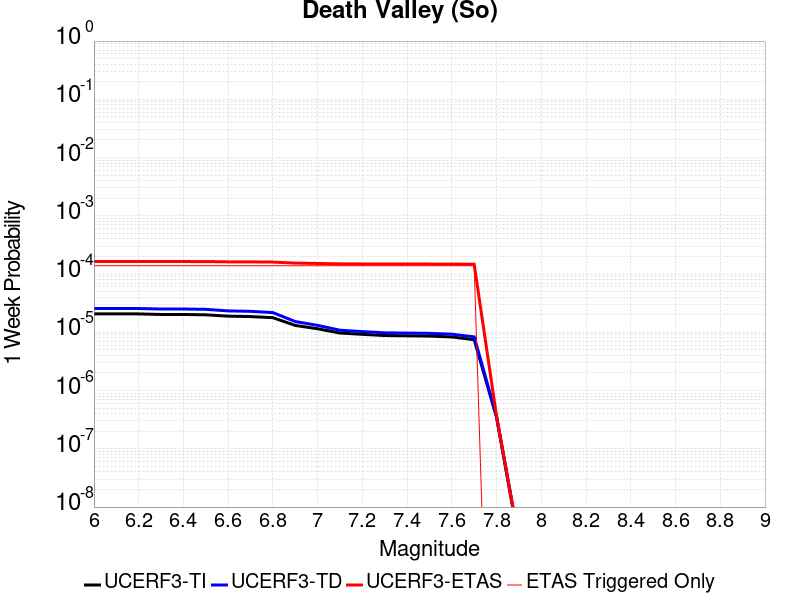 Death Valley (So)
10^0
10^-1
10^-2
10^-3
10^-4
10^-5
10^-6
10^-7
10^-8
1 Week Probability
6 6.2 6.4 6.6 6.8 7 7.2 7.4 7.6 7.8 8 8.2 8.4 8.6 8.8 9
Magnitude
UCERF3-TI UCERF3-TD UCERF3-ETAS ETAS Triggered Only